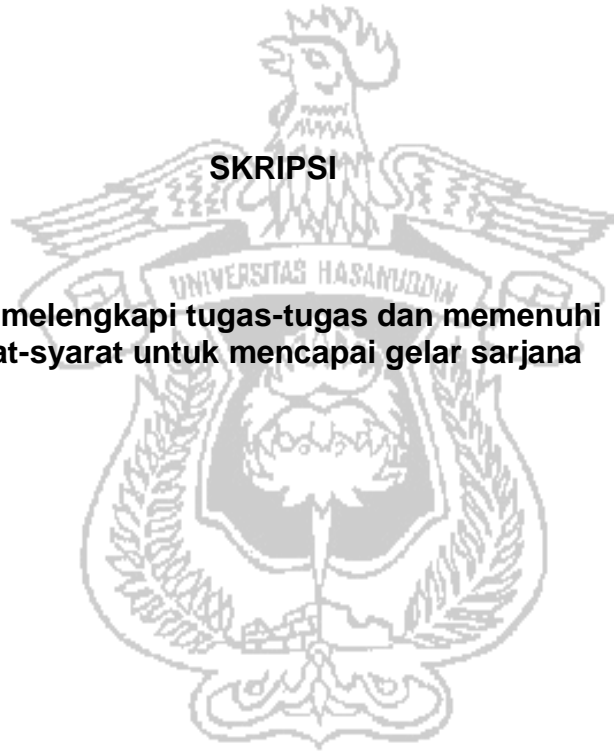 SKRIPSI
UNIVERSITAS HASANUDDIN
melengkapi tugas-tugas dan memenuhi
at-syarat untuk mencapai gelar sarjana